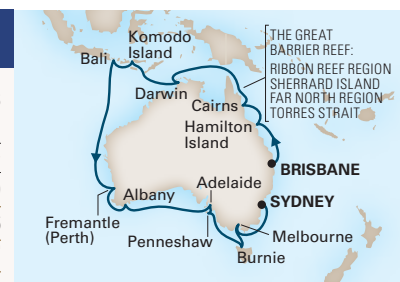 Komodo
Island
THE GREAT
BARRIER REEF:
RIBBON REEF REGION
SHERRARD ISLAND
FAR NORTH REGION
TORRES STRAIT
Bali
Darwin
Cairns
Hamilton
Island
BRISBANE
Adelaide
Albany
SYDNEY
Fremantle
(Perth)
Penneshaw
Melbourne
Burnie